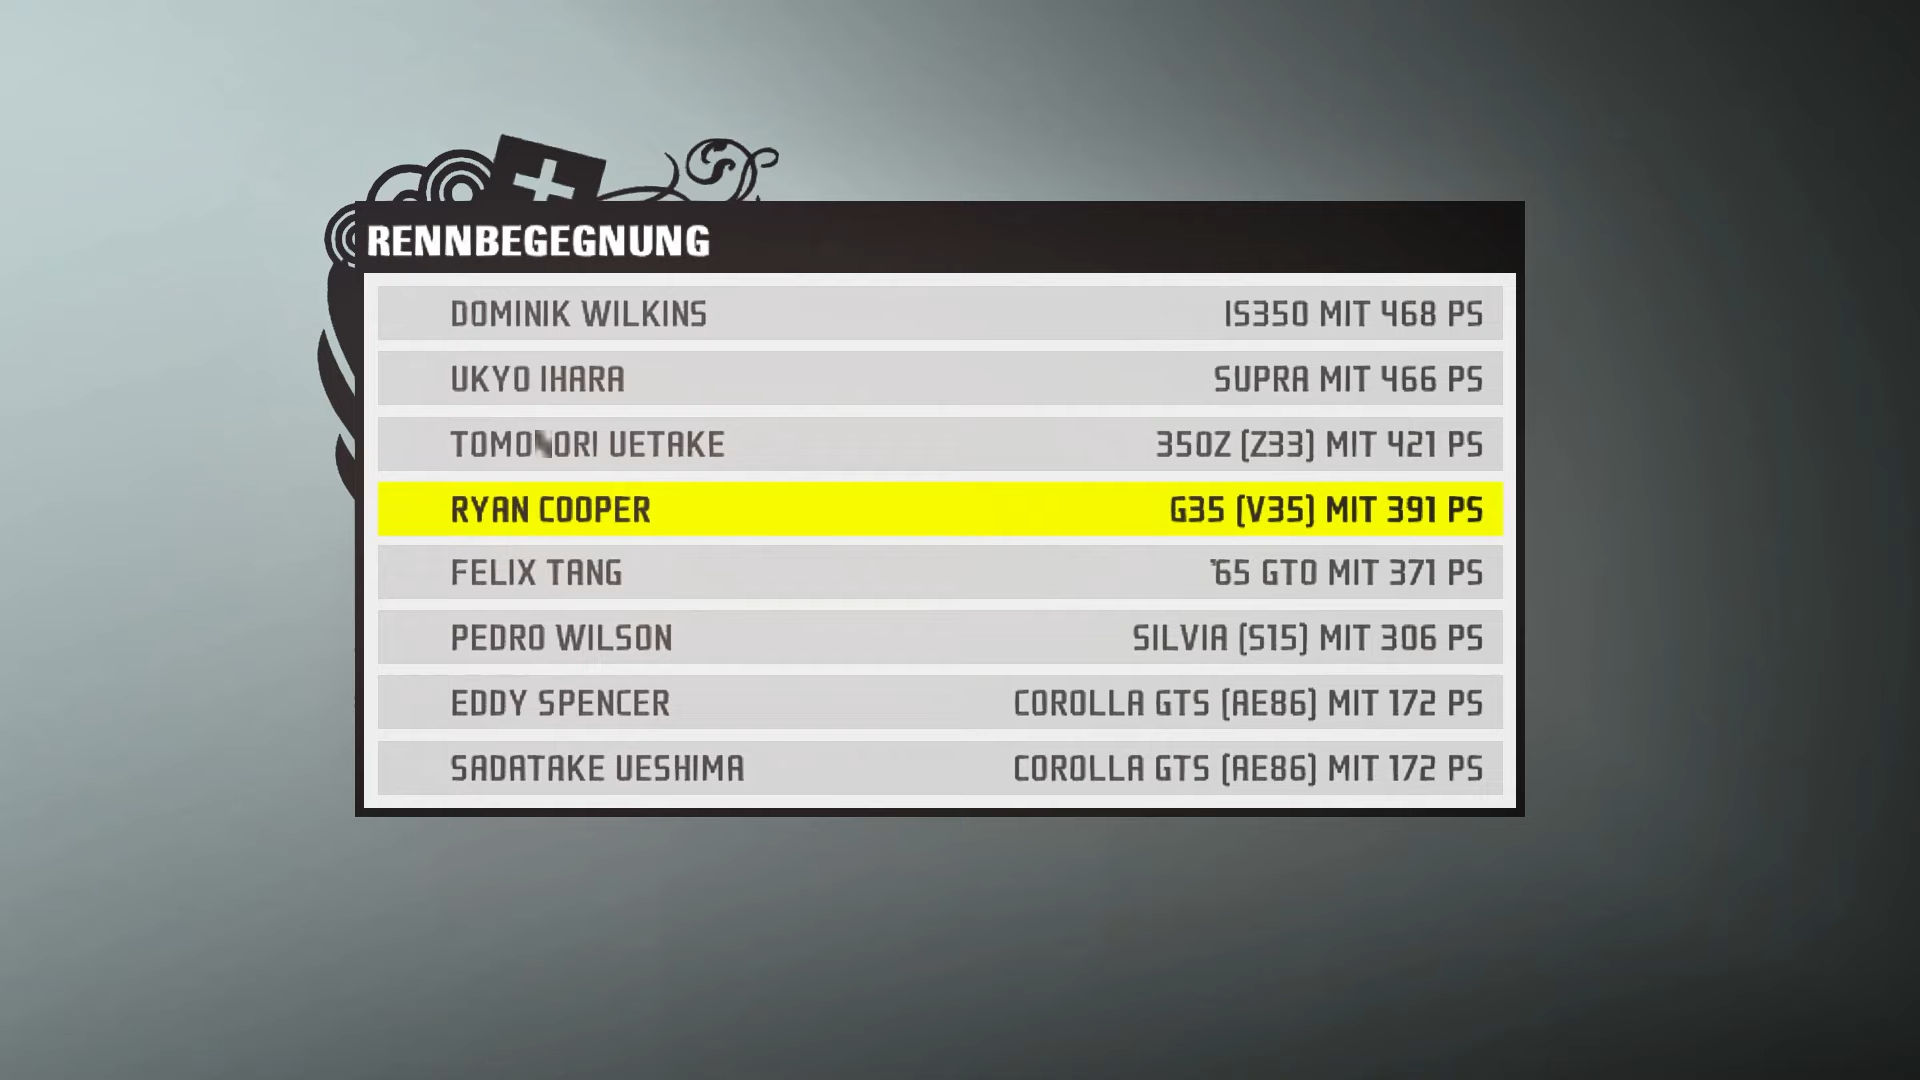 RENNBEGEGNUNG
DOMINIK WILKINS IS350 MIT 468 PS
UKYO IHARA SUPRA MIT 466 PS
TOMONORI UETAKE 350Z (Z33) MIT 421 PS
RYAN COOPER G35 (V35) MIT 391 PS
FELIX TANG '65 GTO MIT 371 PS
PEDRO WILSON SILVIA (S15) MIT 306 PS
EDDY SPENCER COROLLA GTS (AE86) MIT 172 PS
SADATAKE UESHIMA COROLLA GTS (AE86) MIT 172 PS